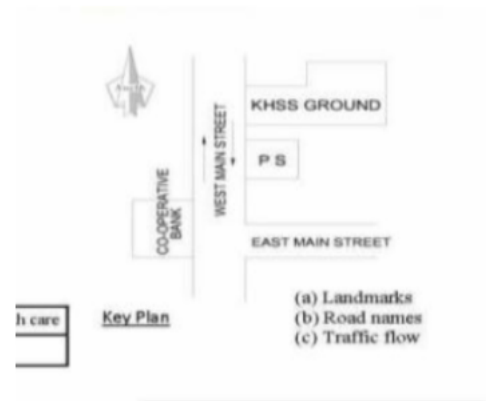 North
KHSS GROUND
WEST MAIN STREET
P S
CO-OPERATIVE
BANK
EAST MAIN STREET
(a) Landmarks
(b) Road names
(c) Traffic flow
h care
Key Plan